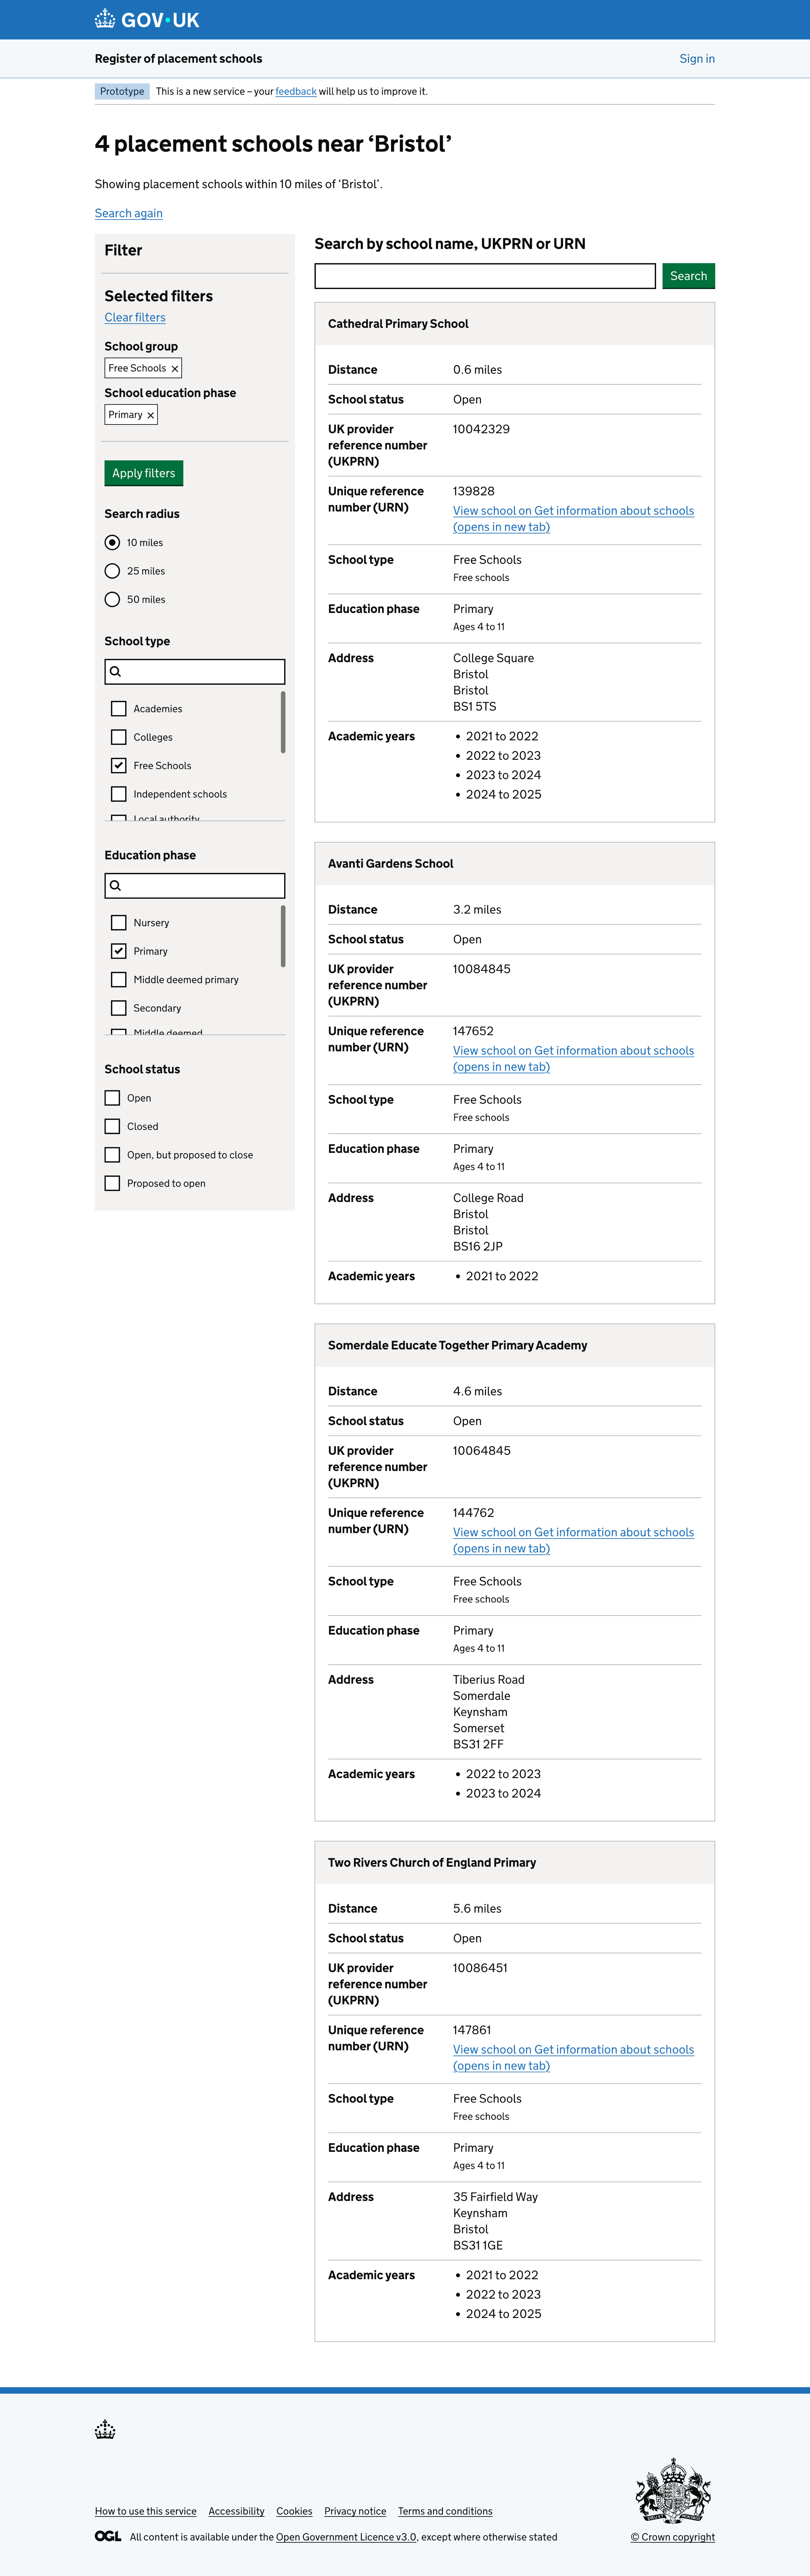 GOV·UK
Register of placement schools
Sign in
Prototype
This is a new service – your feedback will help us to improve it.
4 placement schools near ‘Bristol’
Showing placement schools within 10 miles of ‘Bristol’.
Search again
Filter
Selected filters
Clear filters
School group
Free Schools ×
School education phase
Primary ×
Apply filters
Search radius
10 miles
25 miles
50 miles
School type
Academies
Colleges
Free Schools
Independent schools
Local authority
Education phase
Nursery
Primary
Middle deemed primary
Secondary
Middle deemed
School status
Open
Closed
Open, but proposed to close
Proposed to open
Search by school name, UKPRN or URN
Search
Cathedral Primary School
Distance
0.6 miles
School status
Open
UK provider
reference number
(UKPRN)
10042329
Unique reference
number (URN)
139828
View school on Get information about schools
(opens in new tab)
School type
Free Schools
Free schools
Education phase
Primary
Ages 4 to 11
Address
College Square
Bristol
Bristol
BS1 5TS
Academic years
• 2021 to 2022
• 2022 to 2023
• 2023 to 2024
• 2024 to 2025
Avanti Gardens School
Distance
3.2 miles
School status
Open
UK provider
reference number
(UKPRN)
10084845
Unique reference
number (URN)
147652
View school on Get information about schools
(opens in new tab)
School type
Free Schools
Free schools
Education phase
Primary
Ages 4 to 11
Address
College Road
Bristol
Bristol
BS16 2JP
Academic years
• 2021 to 2022
Somerdale Educate Together Primary Academy
Distance
4.6 miles
School status
Open
UK provider
reference number
(UKPRN)
10064845
Unique reference
number (URN)
144762
View school on Get information about schools
(opens in new tab)
School type
Free Schools
Free schools
Education phase
Primary
Ages 4 to 11
Address
Tiberius Road
Somerdale
Keynsham
Somerset
BS31 2FF
Academic years
• 2022 to 2023
• 2023 to 2024
Two Rivers Church of England Primary
Distance
5.6 miles
School status
Open
UK provider
reference number
(UKPRN)
10086451
Unique reference
number (URN)
147861
View school on Get information about schools
(opens in new tab)
School type
Free Schools
Free schools
Education phase
Primary
Ages 4 to 11
Address
35 Fairfield Way
Keynsham
Bristol
BS31 1GE
Academic years
• 2021 to 2022
• 2022 to 2023
• 2024 to 2025
How to use this service
Accessibility
Cookies
Privacy notice
Terms and conditions
OGL
All content is available under the Open Government Licence v3.0, except where otherwise stated
© Crown copyright